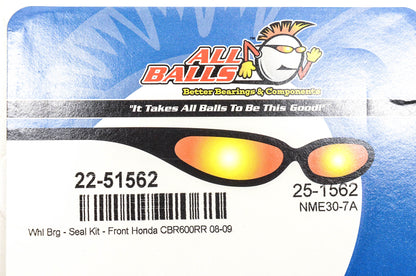 ALL
BALLS
Better Bearings & Components
"It Takes All Balls To Be This Good!"
22-51562
25-1562
NME30-7A
Whl Brg - Seal Kit - Front Honda CBR600RR 08-09